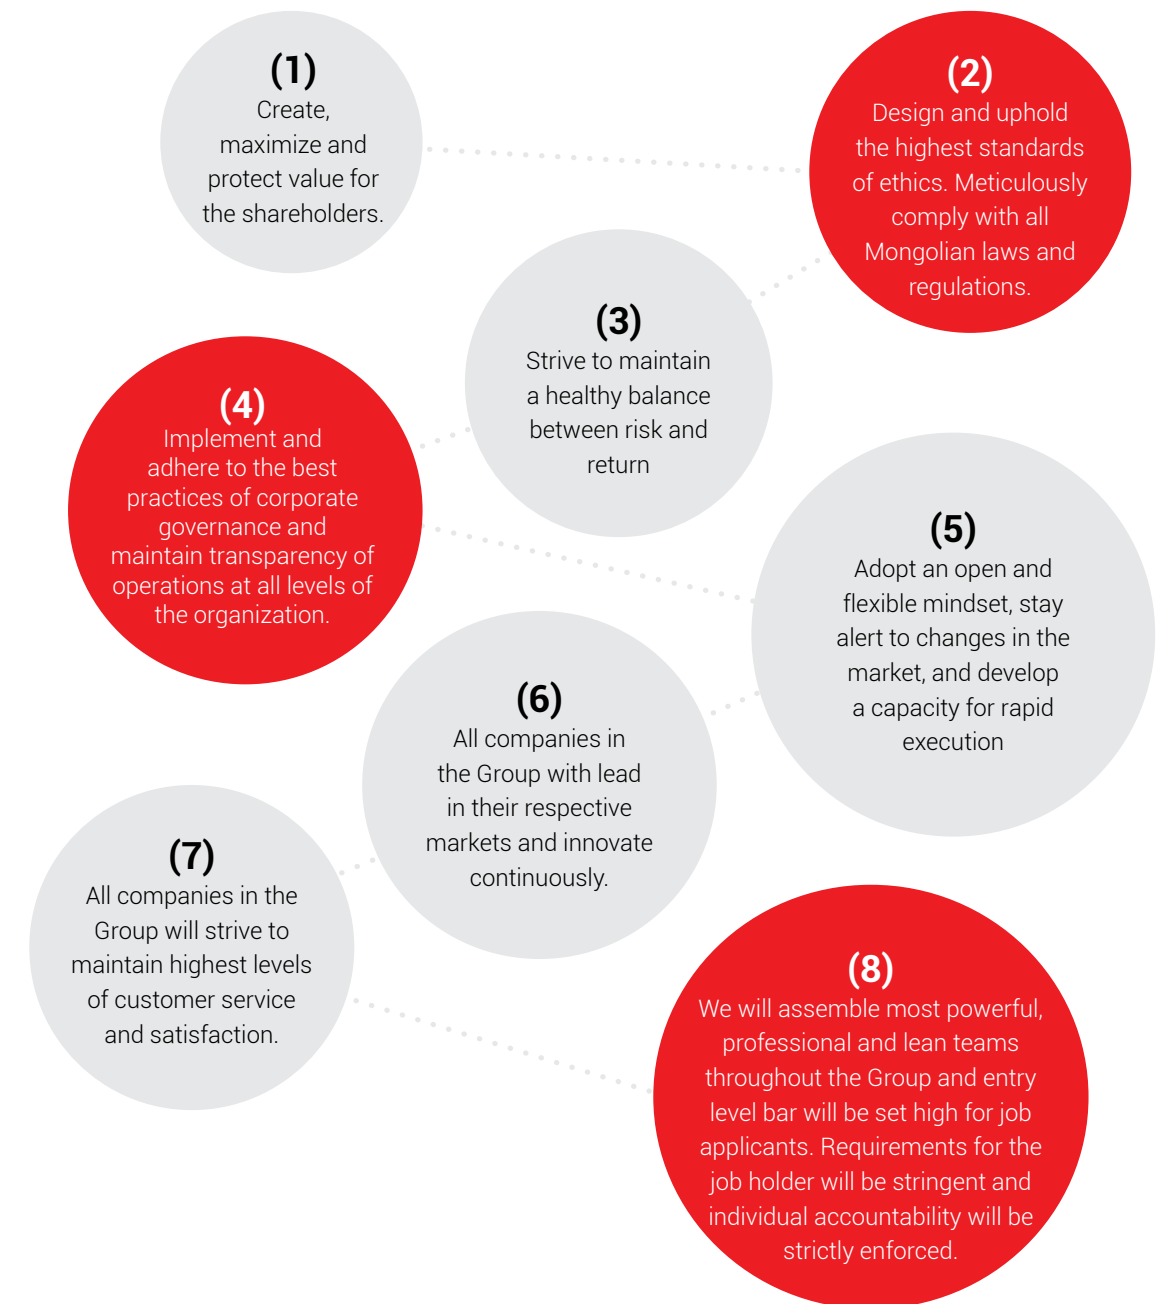 (1)
Create,
maximize and
protect value for
the shareholders.
(2)
Design and uphold
the highest standards
of ethics. Meticulously
comply with all
Mongolian laws and
regulations.
(3)
Strive to maintain
a healthy balance
between risk and
return
(4)
Implement and
adhere to the best
practices of corporate
governance and
maintain transparency of
operations at all levels of
the organization.
(5)
Adopt an open and
flexible mindset, stay
alert to changes in the
market, and develop
a capacity for rapid
execution
(6)
All companies in
the Group with lead
in their respective
markets and innovate
continuously.
(7)
All companies in the
Group will strive to
maintain highest levels
of customer service
and satisfaction.
(8)
We will assemble most powerful,
professional and lean teams
throughout the Group and entry
level bar will be set high for job
applicants. Requirements for the
job holder will be stringent and
individual accountability will be
strictly enforced.